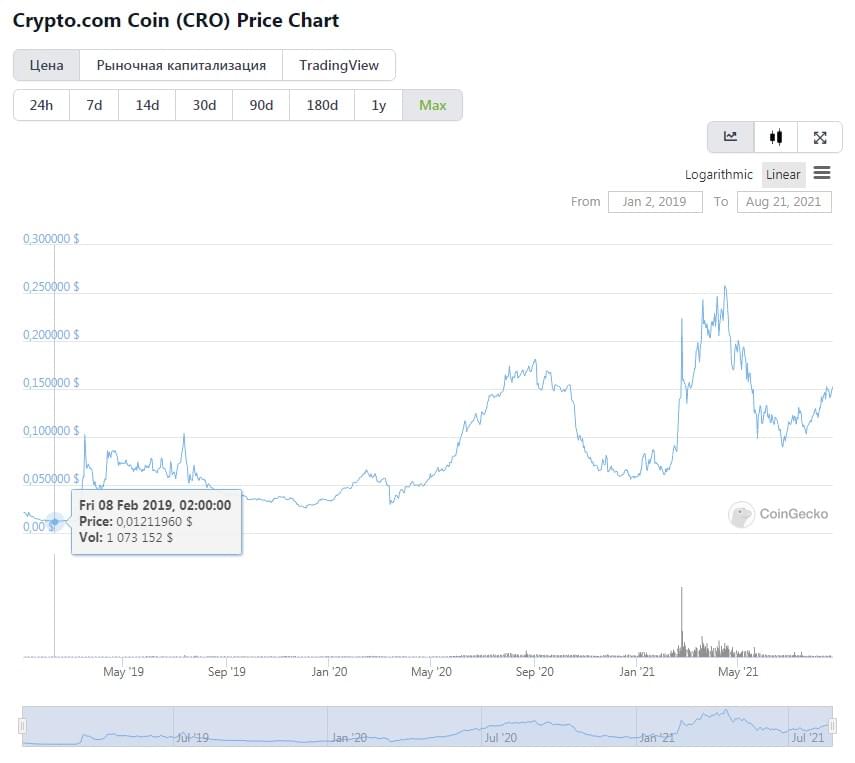 Crypto.com Coin (CRO) Price Chart
Цена Рыночная капитализация TradingView
24h 7d 14d 30d 90d 180d 1y Max
Logarithmic Linear
From Jan 2, 2019 To Aug 21, 2021
0,300000 $
0,250000 $
0,200000 $
0,150000 $
0,100000 $
0,050000 $
0,00 $
Fri 08 Feb 2019, 02:00:00
Price: 0,01211960 $
Vol: 1 073 152 $
CoinGecko
May '19 Sep '19 Jan '20 May '20 Sep '20 Jan '21 May '21
Jul '19 Jan '20 Jul '20 Jan '21 Jul '21